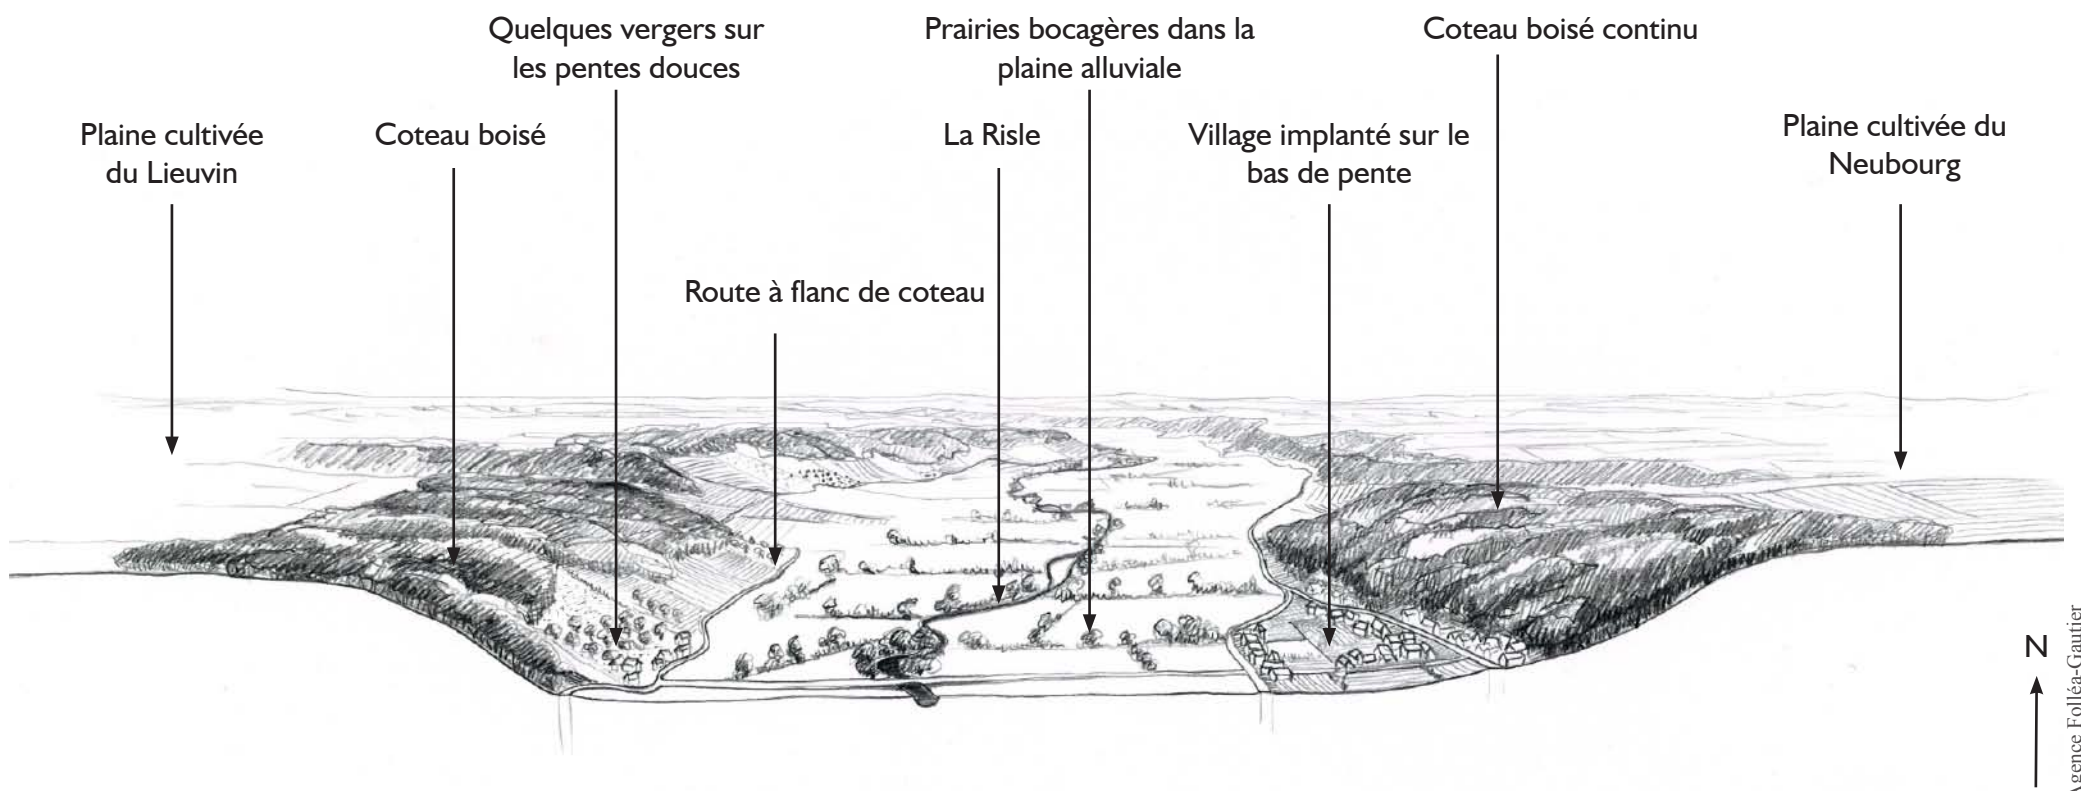 Quelques vergers sur
les pentes douces
Prairies bocagères dans la
plaine alluviale
Coteau boisé continu
Plaine cultivée
du Lieuvin
Coteau boisé
La Risle
Village implanté sur le
bas de pente
Plaine cultivée du
Neubourg
Route à flanc de coteau
N
Agence Folléa-Gautier